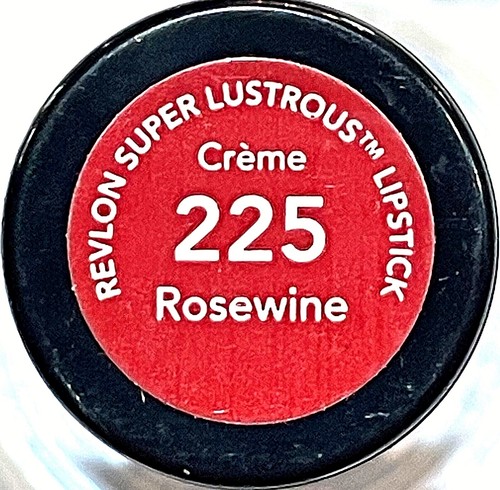 REVLON SUPER LUSTROUS™ LIPSTICK
Crème
225
Rosewine